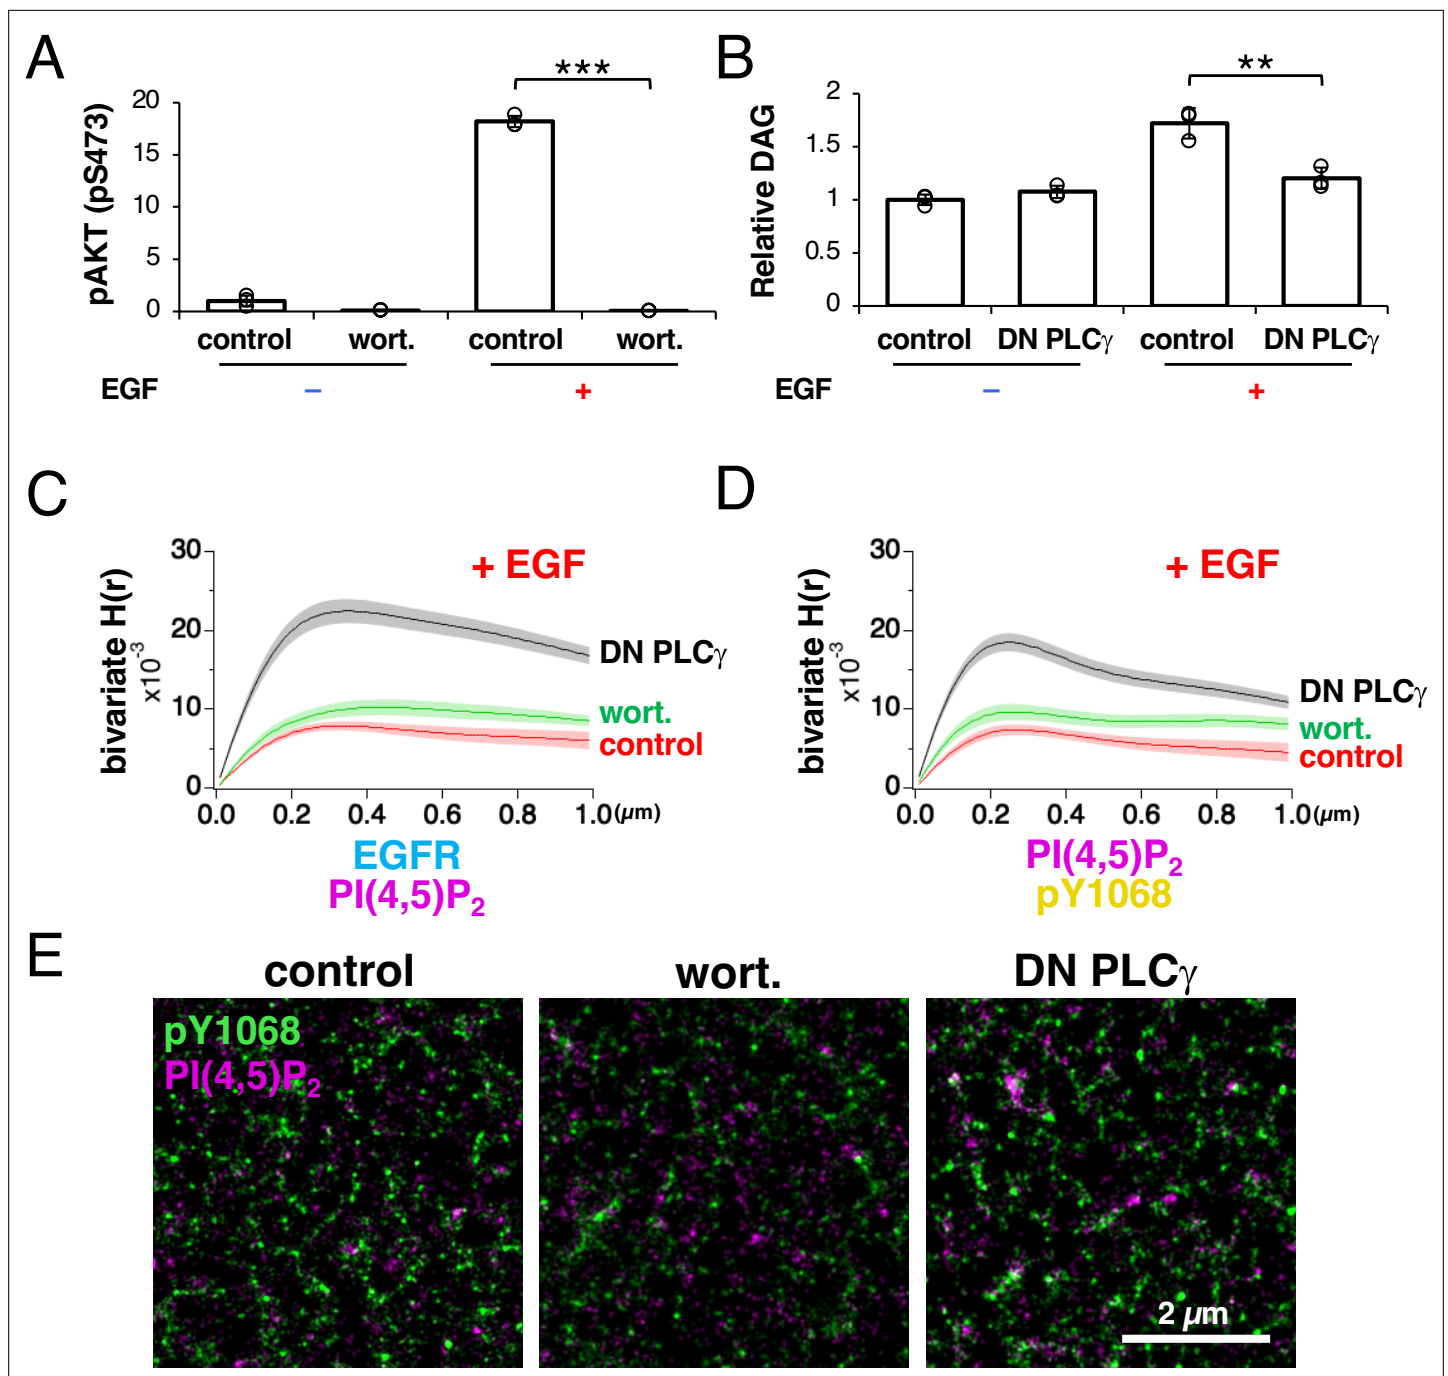 A
***
pAKT (pS473)
20
15
10
5
0
control wort. control wort.
EGF – +
B
**
Relative DAG
2
1.5
1
0.5
0
control DN PLCγ control DN PLCγ
EGF – +
C
+ EGF
bivariate H(r)
x10⁻³
30
20
10
0
DN PLCγ
wort.
control
0.0 0.2 0.4 0.6 0.8 1.0 (µm)
EGFR
PI(4,5)P₂
D
+ EGF
bivariate H(r)
x10⁻³
30
20
10
0
DN PLCγ
wort.
control
0.0 0.2 0.4 0.6 0.8 1.0 (µm)
PI(4,5)P₂
pY1068
E
control wort. DN PLCγ
pY1068
PI(4,5)P₂
2 µm